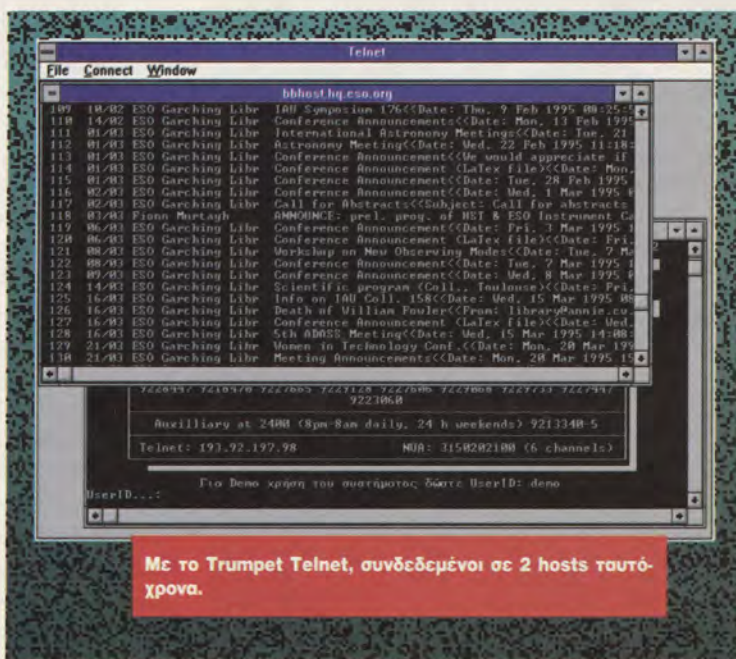 Telnet
File Connect Window
bbhost.hq.eso.org
109 10/02 ESO Garching Libr IAU Symposium 176<<Date: Thu, 9 Feb 1995 08:25:
110 14/02 ESO Garching Libr Conference Announcements<<Date: Mon, 13 Feb 1995
111 01/03 ESO Garching Libr International Astronomy Meetings<<Date: Tue, 21
112 01/03 ESO Garching Libr Astronomy Meeting<<Date: Wed, 22 Feb 1995 11:10:
113 01/03 ESO Garching Libr Conference Announcement<<We would appreciate if
114 01/03 ESO Garching Libr Conference Announcement (LaTex file)<<Date: Mon,
115 02/03 ESO Garching Libr Conference Announcement<<Date: Tue, 28 Feb 1995
116 02/03 ESO Garching Libr Conference Announcement<<Date: Wed, 1 Mar 1995
117 02/03 ESO Garching Libr Call for Abstracts<<Subject: Call for abstracts
118 03/03 Fionn Murtagh ANNOUNCE: prel. prog. of HST & ESO Instrument Ca
119 06/03 ESO Garching Libr Conference Announcement<<Date: Fri, 3 Mar 1995 1
120 06/03 ESO Garching Libr Conference Announcement (LaTex file)<<Date: Fri,
121 08/03 ESO Garching Libr Workshop on New Observing Modes<<Date: Tue, 7 Ma
122 08/03 ESO Garching Libr Conference Announcement<<Date: Tue, 7 Mar 1995 1
123 09/03 ESO Garching Libr Conference Announcement<<Date: Wed, 8 Mar 1995
124 14/03 ESO Garching Libr Scientific program (Coll., Toulouse)<<Date: Fri,
125 16/03 ESO Garching Libr Info on IAU Coll. 158<<Date: Wed, 15 Mar 1995 08
126 16/03 ESO Garching Libr Death of William Fowler<<From: library@annie.cv.
127 16/03 ESO Garching Libr Conference Announcement (LaTex file)<<Date: Wed,
128 16/03 ESO Garching Libr 5th ADASS Meeting<<Date: Wed, 15 Mar 1995 14:08:
129 21/03 ESO Garching Libr Women in Technology Conf.<<Date: Mon, 20 Mar 199
130 21/03 ESO Garching Libr Meeting Announcements<<Date: Mon, 20 Mar 1995 15
9228447 9218978 9227665 9229128 9227606 9229068 9229733 9227447
9223060
Auxilliary at 2400 (8pm-8am daily, 24 h weekends) 9213340-5
Telnet: 193.92.197.98 NUA: 3150202100 (6 channels)
Για Demo χρήση του συστήματος δώστε UserID: demo
UserID...:
Με το Trumpet Telnet, συνδεδεμένοι σε 2 hosts ταυτό-
χρονα.